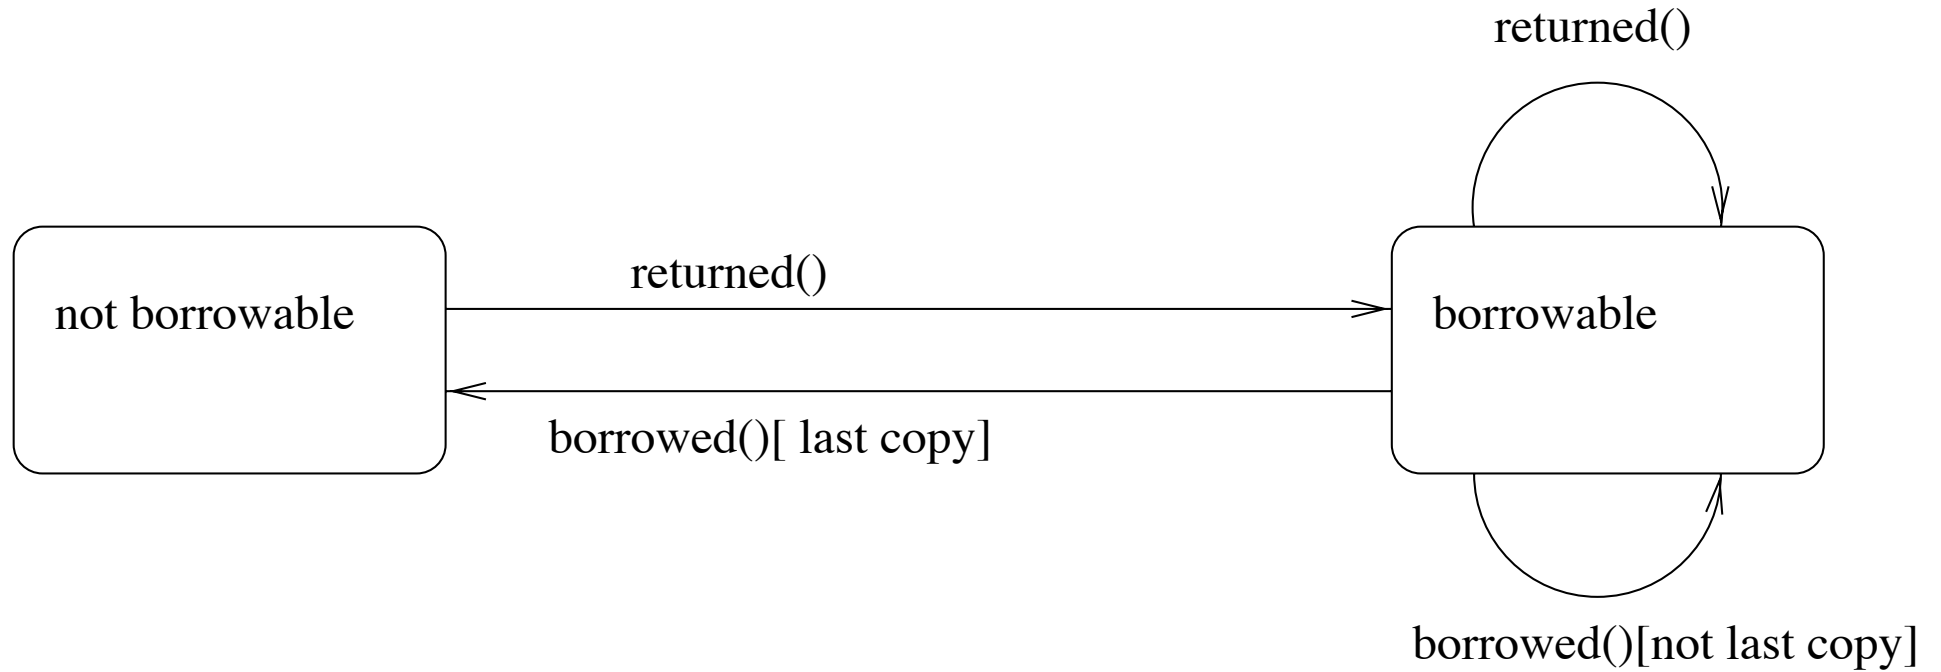 returned()
returned()
not borrowable
borrowable
borrowed()[ last copy]
borrowed()[not last copy]